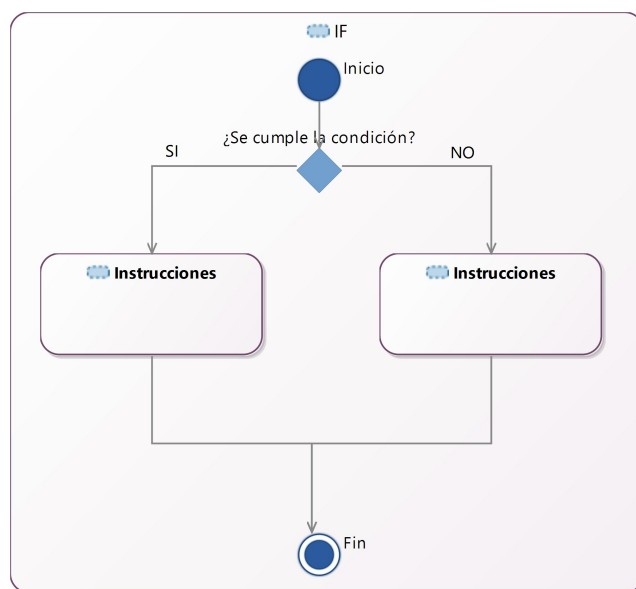 IF
Inicio
¿Se cumple la condición?
SI
NO
Instrucciones
Instrucciones
Fin